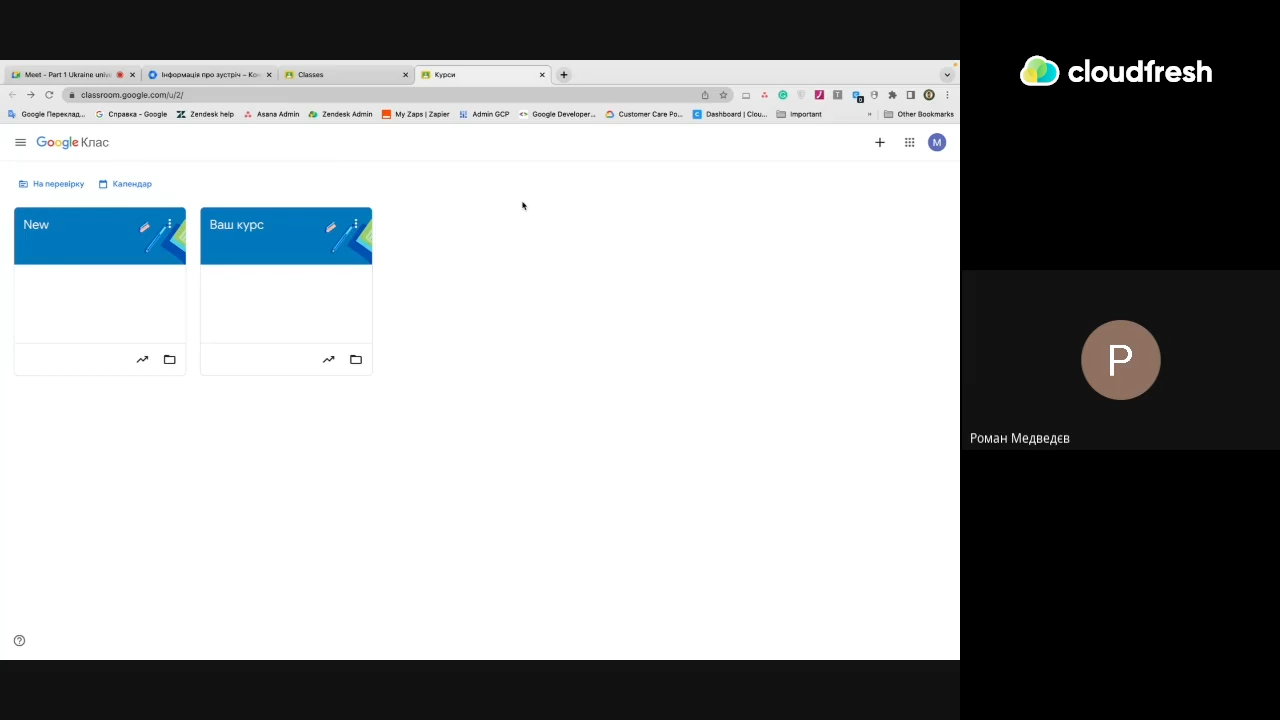 cloudfresh
Meet - Part 1 Ukraine univ
Інформація про зустріч – Ко
Classes
Курси
classroom.google.com/u/2/
Google Переклад...
Справка - Google
Zendesk help
Asana Admin
Zendesk Admin
My Zaps | Zapier
Admin GCP
Google Developer...
Customer Care Po...
Dashboard | Clou...
Important
»
Other Bookmarks
Google Клас
M
На перевірку
Календар
New
Ваш курс
Р
Роман Медведєв